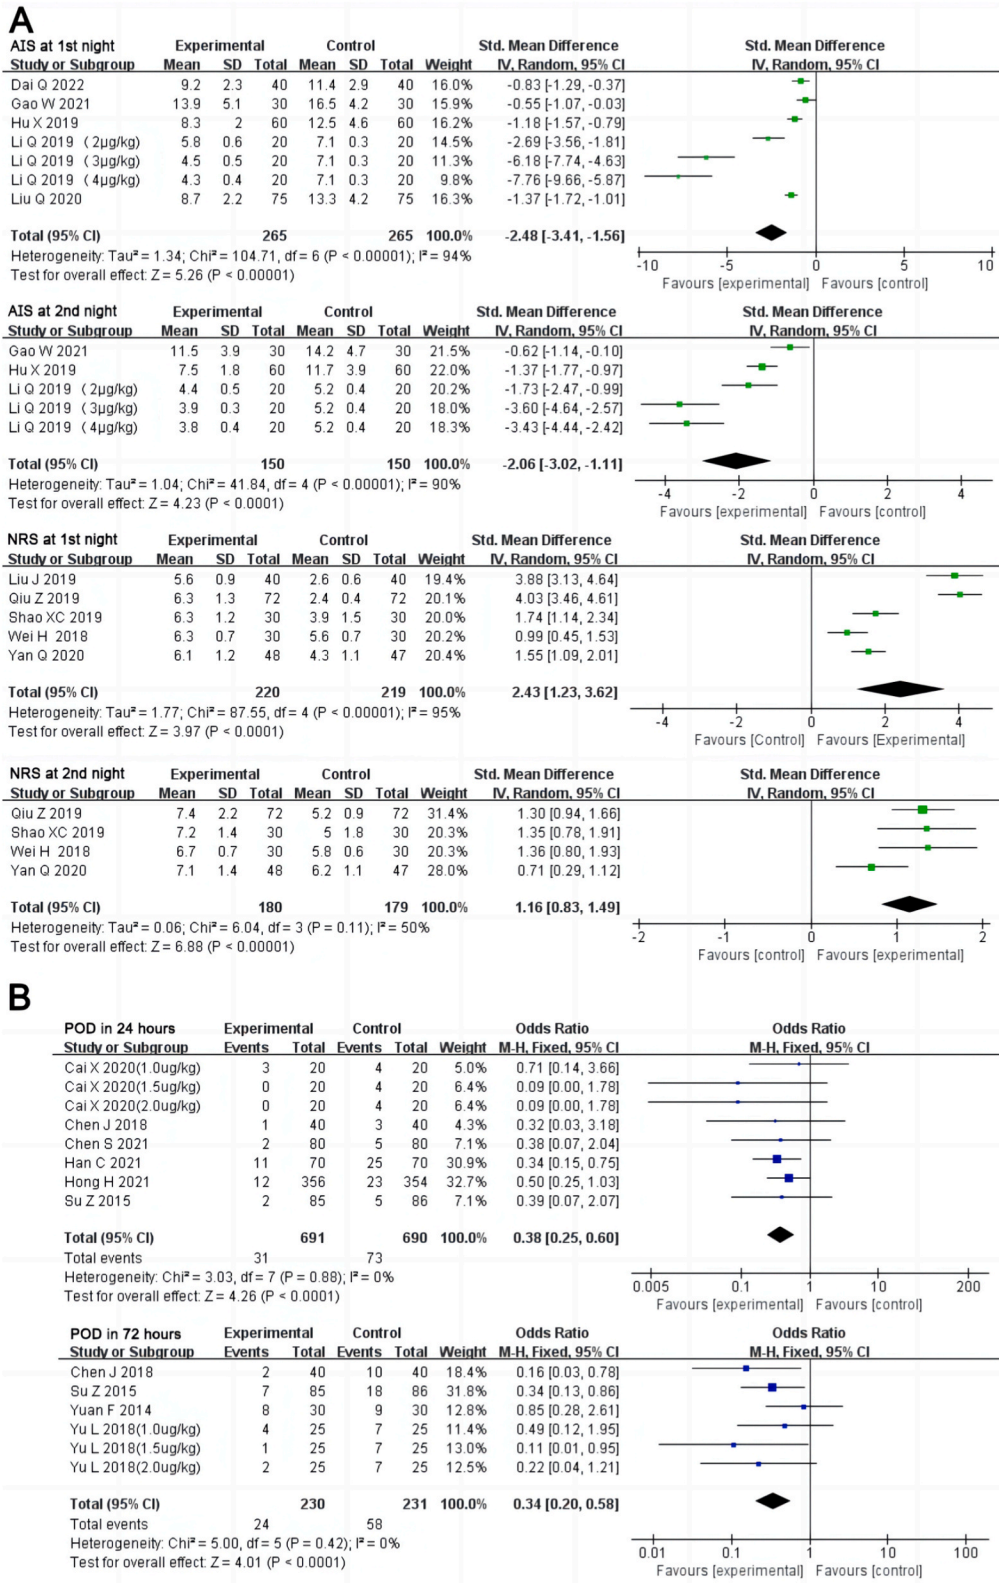 A
AIS at 1st night Experimental Control Std. Mean Difference Std. Mean Difference
Study or Subgroup Mean SD Total Mean SD Total Weight IV, Random, 95% CI IV, Random, 95% CI
Dai Q 2022 9.2 2.3 40 11.4 2.9 40 16.0% -0.83 [-1.29, -0.37]
Gao W 2021 13.9 5.1 30 16.5 4.2 30 15.9% -0.55 [-1.07, -0.03]
Hu X 2019 8.3 2 60 12.5 4.6 60 16.2% -1.18 [-1.57, -0.79]
Li Q 2019 (2μg/kg) 5.8 0.6 20 7.1 0.3 20 14.5% -2.69 [-3.56, -1.81]
Li Q 2019 (3μg/kg) 4.5 0.5 20 7.1 0.3 20 11.3% -6.18 [-7.74, -4.63]
Li Q 2019 (4μg/kg) 4.3 0.4 20 7.1 0.3 20 9.8% -7.76 [-9.66, -5.87]
Liu Q 2020 8.7 2.2 75 13.3 4.2 75 16.3% -1.37 [-1.72, -1.01]
Total (95% CI) 265 265 100.0% -2.48 [-3.41, -1.56]
Heterogeneity: Tau² = 1.34; Chi² = 104.71, df = 6 (P < 0.00001); I² = 94%
Test for overall effect: Z = 5.26 (P < 0.00001)
-10 -5 0 5 10
Favours [experimental] Favours [control]
AIS at 2nd night Experimental Control Std. Mean Difference Std. Mean Difference
Study or Subgroup Mean SD Total Mean SD Total Weight IV, Random, 95% CI IV, Random, 95% CI
Gao W 2021 11.5 3.9 30 14.2 4.7 30 21.5% -0.62 [-1.14, -0.10]
Hu X 2019 7.5 1.8 60 11.7 3.9 60 22.0% -1.37 [-1.77, -0.97]
Li Q 2019 (2μg/kg) 4.4 0.5 20 5.2 0.4 20 20.2% -1.73 [-2.47, -0.99]
Li Q 2019 (3μg/kg) 3.9 0.3 20 5.2 0.4 20 18.0% -3.60 [-4.64, -2.57]
Li Q 2019 (4μg/kg) 3.8 0.4 20 5.2 0.4 20 18.3% -3.43 [-4.44, -2.42]
Total (95% CI) 150 150 100.0% -2.06 [-3.02, -1.11]
Heterogeneity: Tau² = 1.04; Chi² = 41.84, df = 4 (P < 0.00001); I² = 90%
Test for overall effect: Z = 4.23 (P < 0.0001)
-4 -2 0 2 4
Favours [experimental] Favours [control]
NRS at 1st night Experimental Control Std. Mean Difference Std. Mean Difference
Study or Subgroup Mean SD Total Mean SD Total Weight IV, Random, 95% CI IV, Random, 95% CI
Liu J 2019 5.6 0.9 40 2.6 0.6 40 19.4% 3.88 [3.13, 4.64]
Qiu Z 2019 6.3 1.3 72 2.4 0.4 72 20.1% 4.03 [3.46, 4.61]
Shao XC 2019 6.3 1.2 30 3.9 1.5 30 20.0% 1.74 [1.14, 2.34]
Wei H 2018 6.3 0.7 30 5.6 0.7 30 20.2% 0.99 [0.45, 1.53]
Yan Q 2020 6.1 1.2 48 4.3 1.1 47 20.4% 1.55 [1.09, 2.01]
Total (95% CI) 220 219 100.0% 2.43 [1.23, 3.62]
Heterogeneity: Tau² = 1.77; Chi² = 87.55, df = 4 (P < 0.00001); I² = 95%
Test for overall effect: Z = 3.97 (P < 0.0001)
-4 -2 0 2 4
Favours [Control] Favours [Experimental]
NRS at 2nd night Experimental Control Std. Mean Difference Std. Mean Difference
Study or Subgroup Mean SD Total Mean SD Total Weight IV, Random, 95% CI IV, Random, 95% CI
Qiu Z 2019 7.4 2.2 72 5.2 0.9 72 31.4% 1.30 [0.94, 1.66]
Shao XC 2019 7.2 1.4 30 5 1.8 30 20.3% 1.35 [0.78, 1.91]
Wei H 2018 6.7 0.7 30 5.8 0.6 30 20.3% 1.36 [0.80, 1.93]
Yan Q 2020 7.1 1.4 48 6.2 1.1 47 28.0% 0.71 [0.29, 1.12]
Total (95% CI) 180 179 100.0% 1.16 [0.83, 1.49]
Heterogeneity: Tau² = 0.06; Chi² = 6.04, df = 3 (P = 0.11); I² = 50%
Test for overall effect: Z = 6.88 (P < 0.00001)
-2 -1 0 1 2
Favours [control] Favours [experimental]
B
POD in 24 hours Experimental Control Odds Ratio Odds Ratio
Study or Subgroup Events Total Events Total Weight M-H, Fixed, 95% CI M-H, Fixed, 95% CI
Cai X 2020(1.0ug/kg) 3 20 4 20 5.0% 0.71 [0.14, 3.66]
Cai X 2020(1.5ug/kg) 0 20 4 20 6.4% 0.09 [0.00, 1.78]
Cai X 2020(2.0ug/kg) 0 20 4 20 6.4% 0.09 [0.00, 1.78]
Chen J 2018 1 40 3 40 4.3% 0.32 [0.03, 3.18]
Chen S 2021 2 80 5 80 7.1% 0.38 [0.07, 2.04]
Han C 2021 11 70 25 70 30.9% 0.34 [0.15, 0.75]
Hong H 2021 12 356 23 354 32.7% 0.50 [0.25, 1.03]
Su Z 2015 2 85 5 86 7.1% 0.39 [0.07, 2.07]
Total (95% CI) 691 690 100.0% 0.38 [0.25, 0.60]
Total events 31 73
Heterogeneity: Chi² = 3.03, df = 7 (P = 0.88); I² = 0%
Test for overall effect: Z = 4.26 (P < 0.0001)
0.005 0.1 1 10 200
Favours [experimental] Favours [control]
POD in 72 hours Experimental Control Odds Ratio Odds Ratio
Study or Subgroup Events Total Events Total Weight M-H, Fixed, 95% CI M-H, Fixed, 95% CI
Chen J 2018 2 40 10 40 18.4% 0.16 [0.03, 0.78]
Su Z 2015 7 85 18 86 31.8% 0.34 [0.13, 0.86]
Yuan F 2014 8 30 9 30 12.8% 0.85 [0.28, 2.61]
Yu L 2018(1.0ug/kg) 4 25 7 25 11.4% 0.49 [0.12, 1.95]
Yu L 2018(1.5ug/kg) 1 25 7 25 13.0% 0.11 [0.01, 0.95]
Yu L 2018(2.0ug/kg) 2 25 7 25 12.5% 0.22 [0.04, 1.21]
Total (95% CI) 230 231 100.0% 0.34 [0.20, 0.58]
Total events 24 58
Heterogeneity: Chi² = 5.00, df = 5 (P = 0.42); I² = 0%
Test for overall effect: Z = 4.01 (P < 0.0001)
0.01 0.1 1 10 100
Favours [experimental] Favours [control]